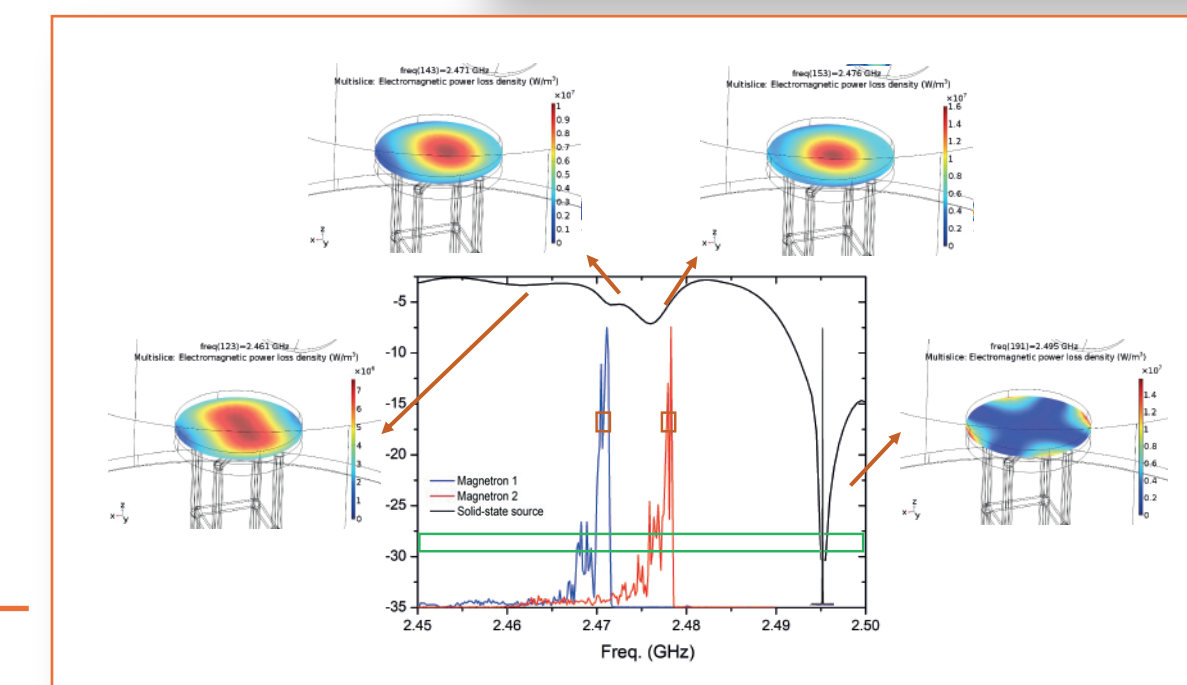 freq(143)=2.471 GHz
Multislice: Electromagnetic power loss density (W/m³)
×10⁷
1
0.9
0.8
0.7
0.6
0.5
0.4
0.3
0.2
0.1
0
z
x
y
freq(153)=2.476 GHz
Multislice: Electromagnetic power loss density (W/m³)
×10⁷
1.6
1.4
1.2
1
0.8
0.6
0.4
0.2
0
z
x
y
freq(123)=2.461 GHz
Multislice: Electromagnetic power loss density (W/m³)
×10⁶
7
6
5
4
3
2
1
0
z
x
y
-5
-10
-15
-20
-25
-30
-35
Magnetron 1
Magnetron 2
Solid-state source
2.45 2.46 2.47 2.48 2.49 2.50
Freq. (GHz)
freq(191)=2.495 GHz
Multislice: Electromagnetic power loss density (W/m³)
×10⁷
1.4
1.2
1
0.8
0.6
0.4
0.2
0
z
x
y